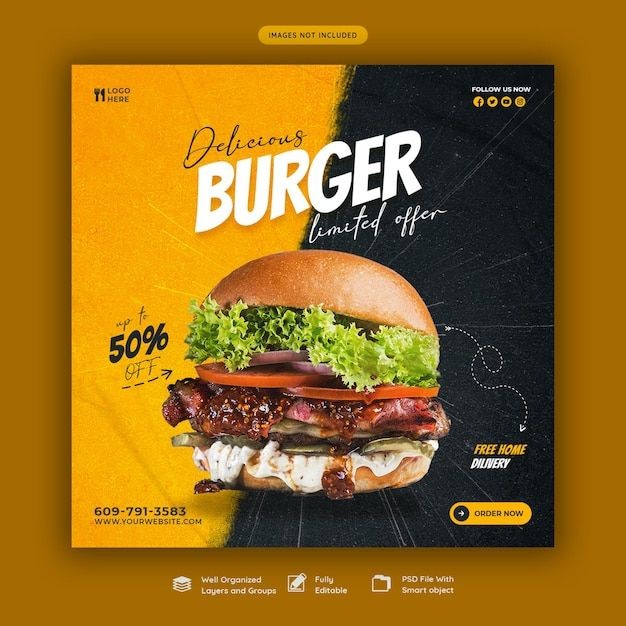 IMAGES NOT INCLUDED
LOGO
HERE
FOLLOW US NOW
Delicious
BURGER
limited offer
up to
50%
OFF
FREE HOME
DILIVERY
609-791-3583
WWW.YOURWEBSITE.COM
ORDER NOW
Well Organized
Layers and Groups
Fully
Editable
PSD File With
Smart object